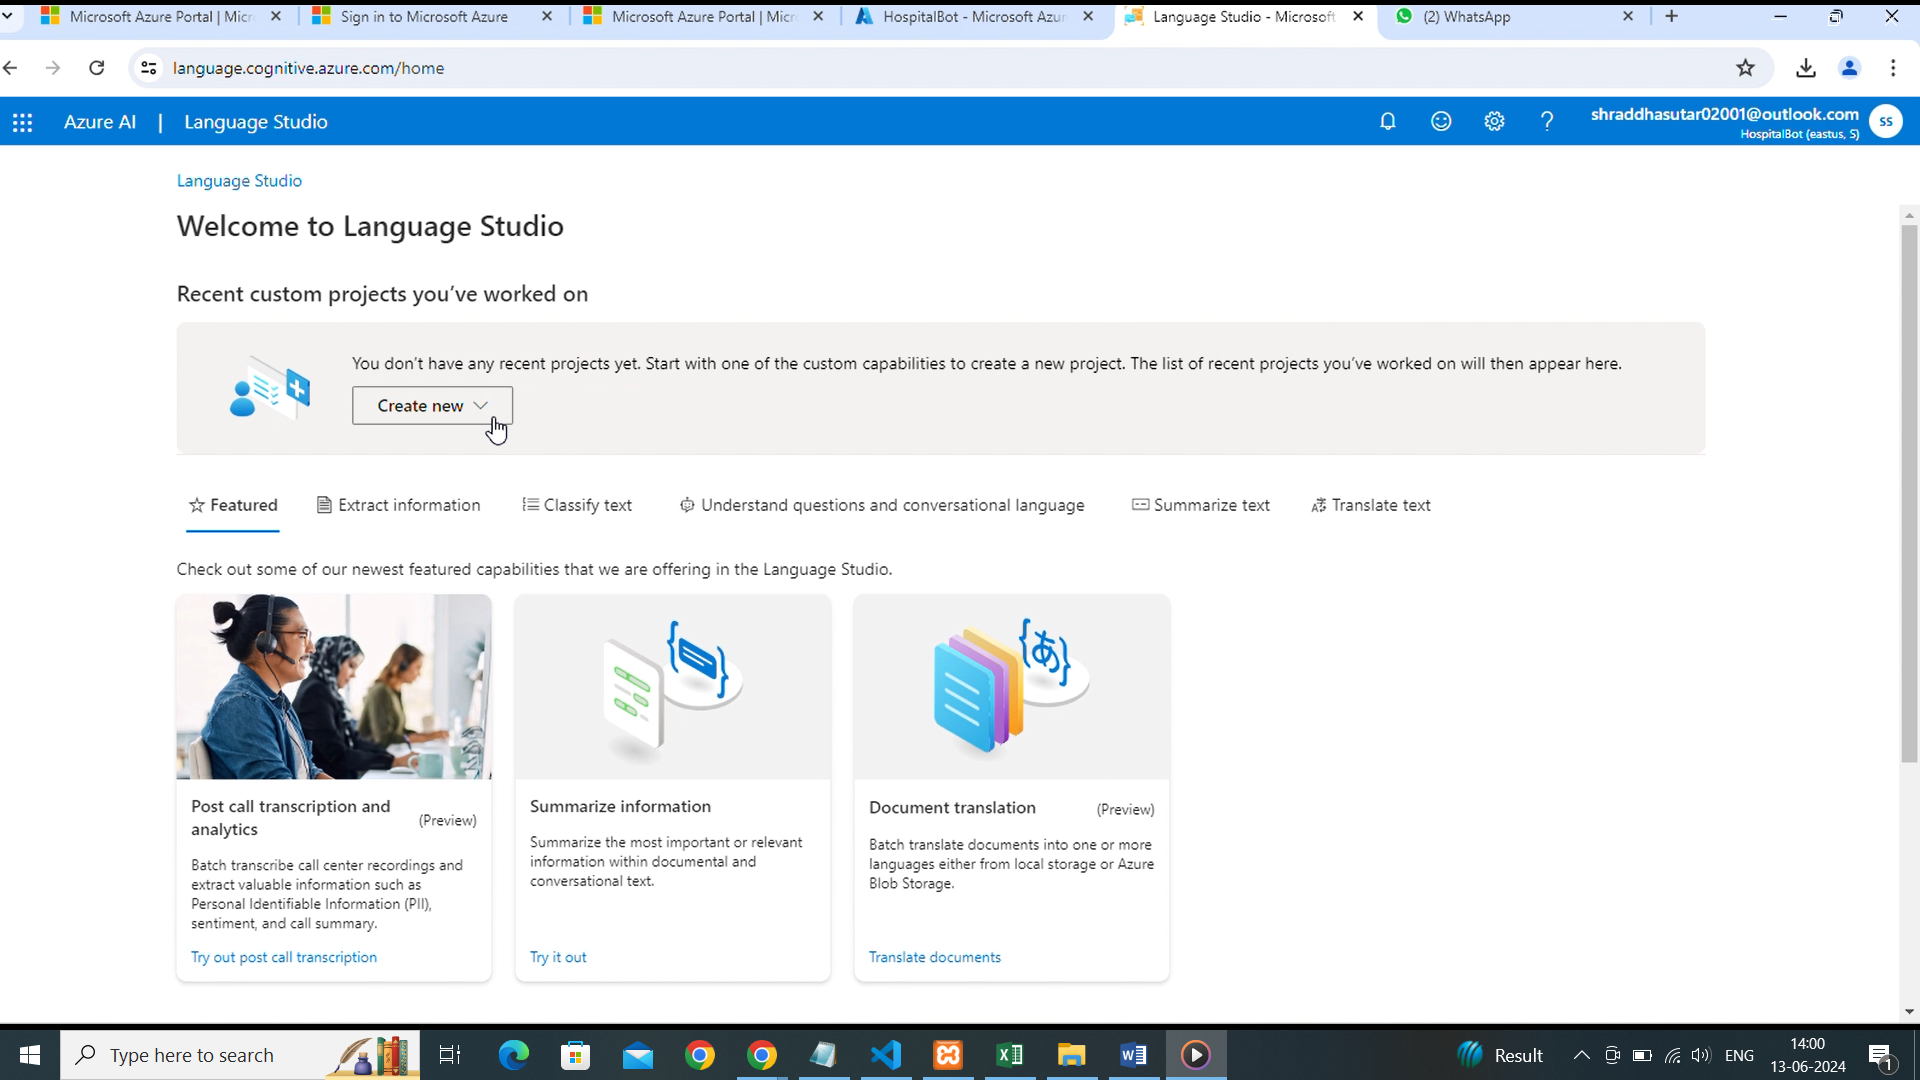 Microsoft Azure Portal | Micr
Sign in to Microsoft Azure
Microsoft Azure Portal | Micr
HospitalBot - Microsoft Azur
Language Studio - Microsoft
(2) WhatsApp
language.cognitive.azure.com/home
Azure AI | Language Studio
shraddhasutar02001@outlook.com
HospitalBot (eastus, S)
SS
Language Studio
Welcome to Language Studio
Recent custom projects you've worked on
You don't have any recent projects yet. Start with one of the custom capabilities to create a new project. The list of recent projects you've worked on will then appear here.
Create new
Featured
Extract information
Classify text
Understand questions and conversational language
Summarize text
Translate text
Check out some of our newest featured capabilities that we are offering in the Language Studio.
Post call transcription and
analytics
(Preview)
Batch transcribe call center recordings and
extract valuable information such as
Personal Identifiable Information (PII),
sentiment, and call summary.
Try out post call transcription
Summarize information
Summarize the most important or relevant
information within documental and
conversational text.
Try it out
Document translation
(Preview)
Batch translate documents into one or more
languages either from local storage or Azure
Blob Storage.
Translate documents
Type here to search
Result
ENG
14:00
13-06-2024
1